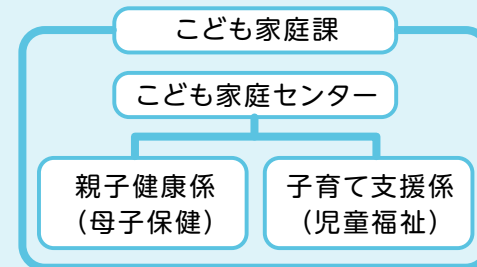 こども家庭課
こども家庭センター
親子健康係
（母子保健）
子育て支援係
（児童福祉）